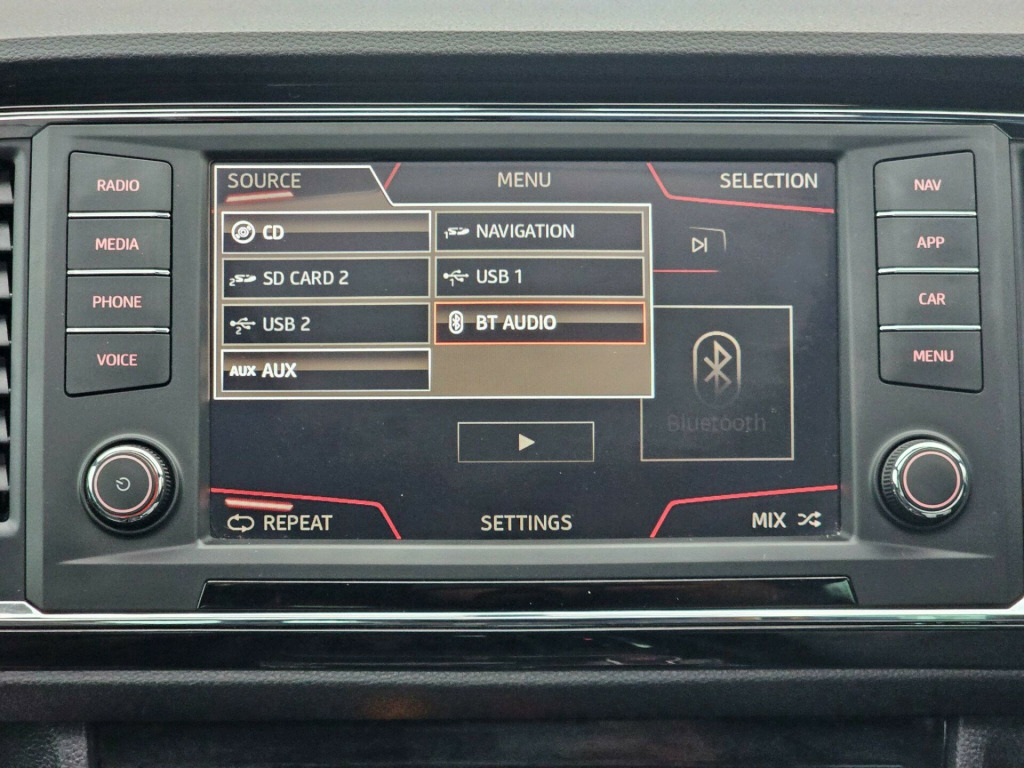 RADIO
MEDIA
PHONE
VOICE
SOURCE
MENU
SELECTION
CD
NAVIGATION
SD CARD 2
USB 1
USB 2
BT AUDIO
AUX AUX
Bluetooth
REPEAT
SETTINGS
MIX
NAV
APP
CAR
MENU